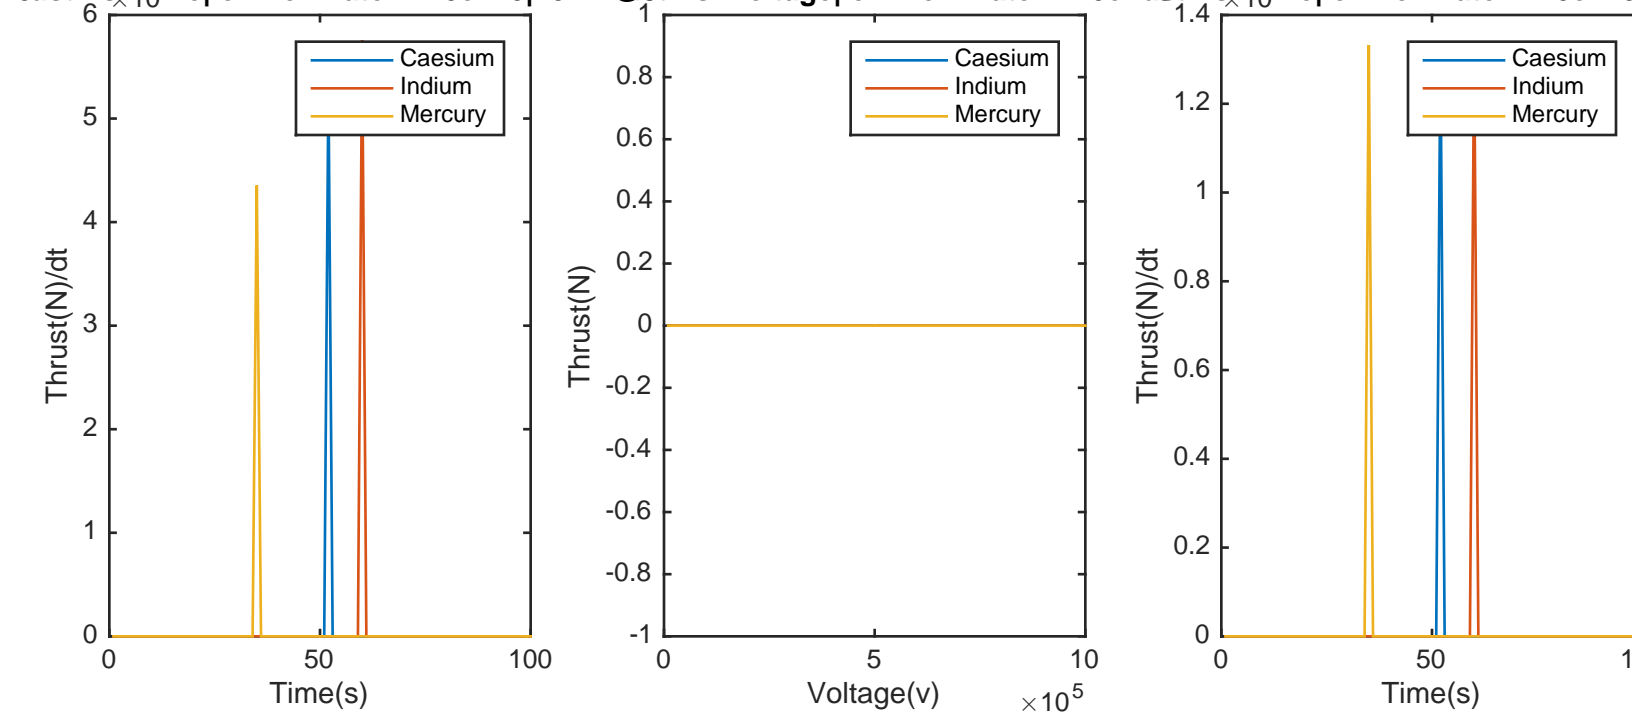 ×10
6
5
4
3
2
1
0
0 50 100
Time(s)
Thrust(N)/dt
Caesium
Indium
Mercury
1
0.8
0.6
0.4
0.2
0
-0.2
-0.4
-0.6
-0.8
-1
0 5 10
Voltage(v)
×10⁵
Thrust(N)
Caesium
Indium
Mercury
×10
1.4
1.2
1
0.8
0.6
0.4
0.2
0
0 50
Time(s)
Thrust(N)/dt
Caesium
Indium
Mercury